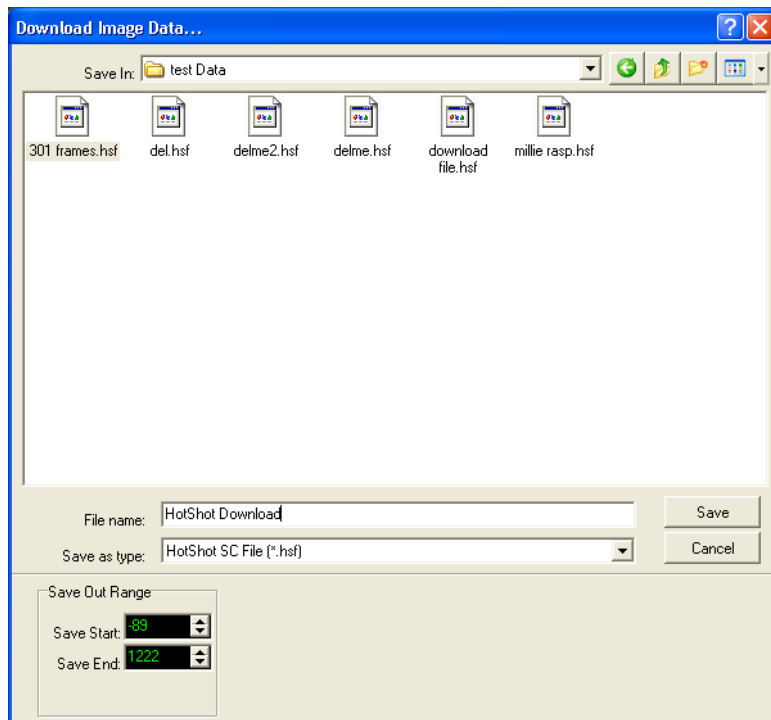 Download Image Data...
Save In: test Data
301 frames.hsf del.hsf delme2.hsf delme.hsf download file.hsf millie rasp.hsf
File name: HotShot Download Save
Save as type: HotShot SC File (*.hsf) Cancel
Save Out Range
Save Start: -89
Save End: 1222